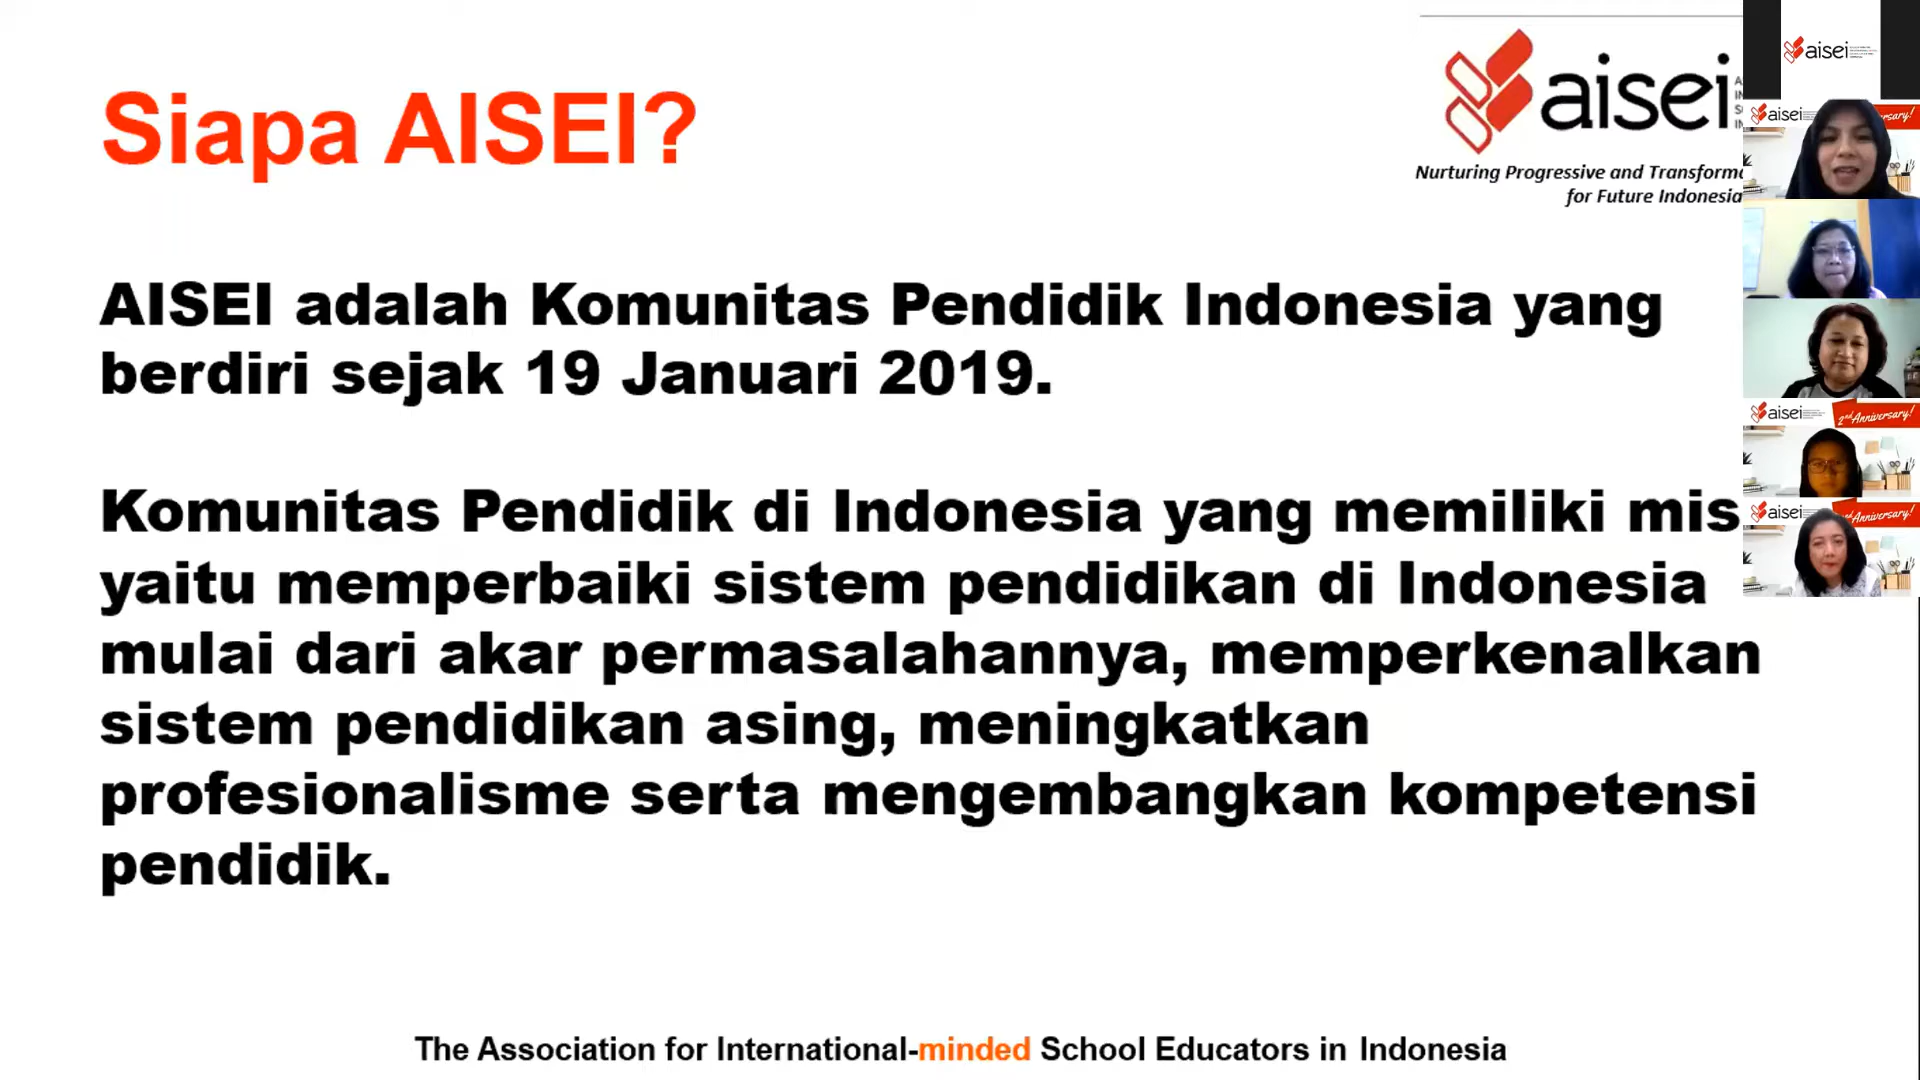 Siapa AISEI?
aisei
Nurturing Progressive and
for Future Indonesia
AISEI adalah Komunitas Pendidik Indonesia yang
berdiri sejak 19 Januari 2019.
Komunitas Pendidik di Indonesia yang memiliki
yaitu memperbaiki sistem pendidikan di Indonesia
mulai dari akar permasalahannya, memperkenalkan
sistem pendidikan asing, meningkatkan
profesionalisme serta mengembangkan kompetensi
pendidik.
The Association for International-minded School Educators in Indonesia
aisei
aisei
aisei
2nd Anniversary!
aisei
Anniversary!